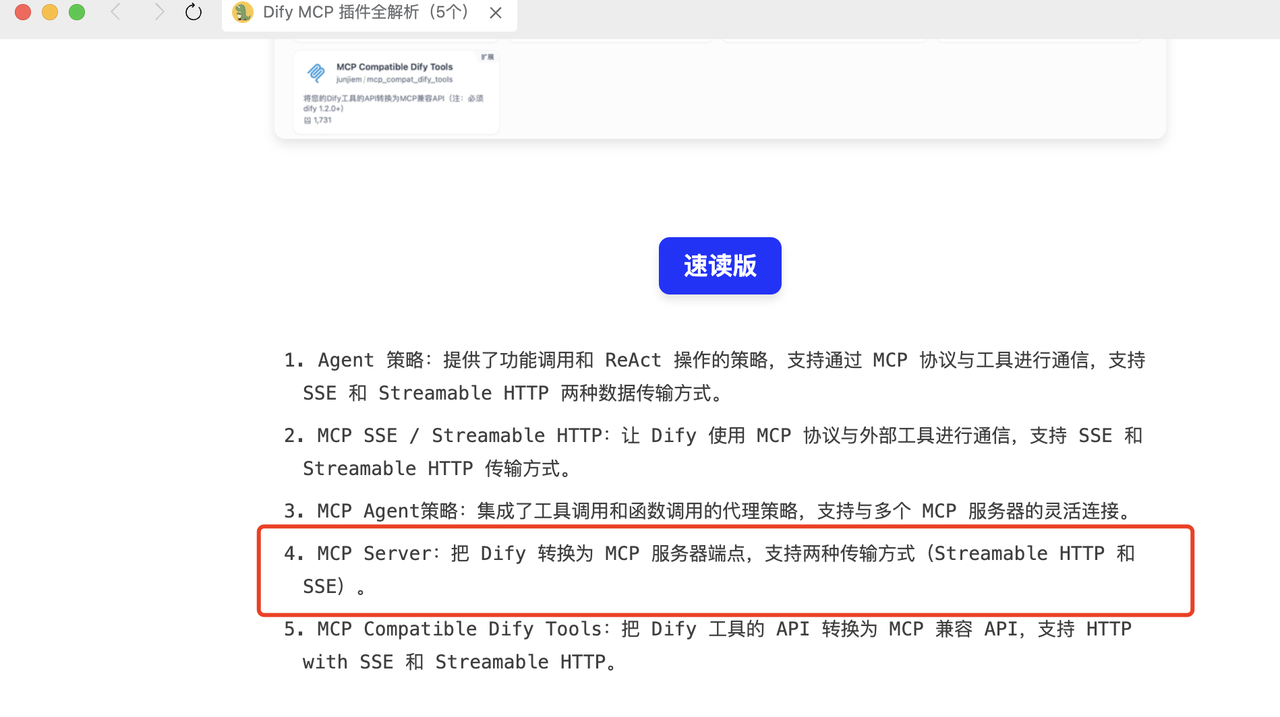 Dify MCP 插件全解析（5个）
扩展
MCP Compatible Dify Tools
junjiem / mcp_compat_dify_tools
将您的Dify工具的API转换为MCP兼容API（注：必须
dify 1.2.0+）
1,731
速读版
1. Agent 策略：提供了功能调用和 ReAct 操作的策略，支持通过 MCP 协议与工具进行通信，支持
SSE 和 Streamable HTTP 两种数据传输方式。
2. MCP SSE / Streamable HTTP：让 Dify 使用 MCP 协议与外部工具进行通信，支持 SSE 和
Streamable HTTP 传输方式。
3. MCP Agent策略：集成了工具调用和函数调用的代理策略，支持与多个 MCP 服务器的灵活连接。
4. MCP Server：把 Dify 转换为 MCP 服务器端点，支持两种传输方式（Streamable HTTP 和
SSE）。
5. MCP Compatible Dify Tools：把 Dify 工具的 API 转换为 MCP 兼容 API，支持 HTTP
with SSE 和 Streamable HTTP。